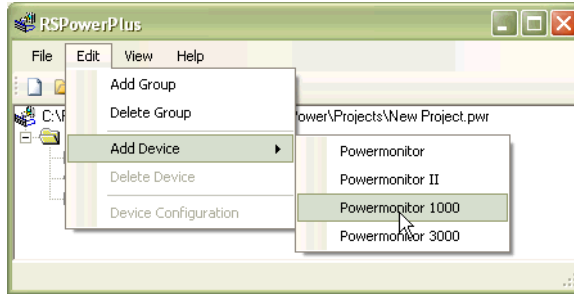 RSPowerPlus
File Edit View Help
Add Group
Delete Group
ower\Projects\New Project.pwr
Add Device
Powermonitor
Powermonitor II
Delete Device
Powermonitor 1000
Device Configuration
Powermonitor 3000